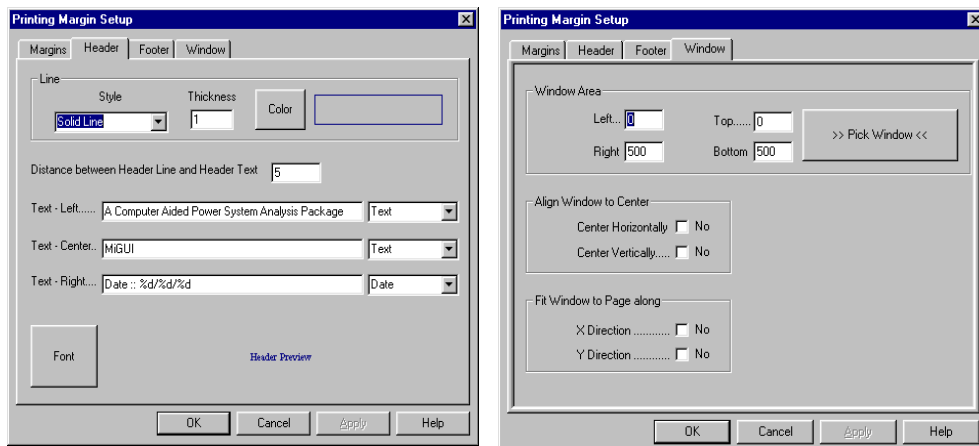 Printing Margin Setup
Margins Header Footer Window
Line
Style Thickness
Solid Line 1 Color
Distance between Header Line and Header Text 5
Text - Left...... A Computer Aided Power System Analysis Package Text
Text - Center.. MiGUI Text
Text - Right.... Date :: %d/%d/%d Date
Font Header Preview
OK Cancel Apply Help
Printing Margin Setup
Margins Header Footer Window
Window Area
Left... 0 Top...... 0
>> Pick Window <<
Right 500 Bottom 500
Align Window to Center
Center Horizontally No
Center Vertically..... No
Fit Window to Page along
X Direction ............ No
Y Direction ............ No
OK Cancel Apply Help